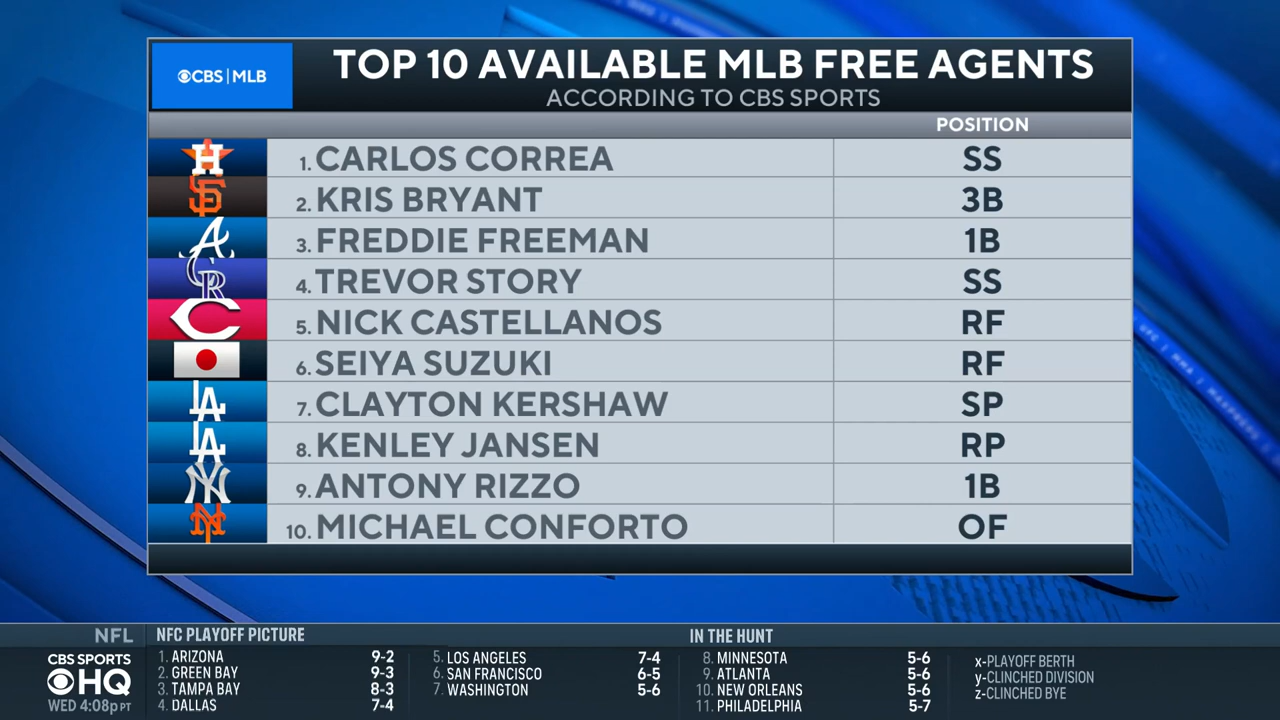 CBS | MLB
TOP 10 AVAILABLE MLB FREE AGENTS
ACCORDING TO CBS SPORTS
POSITION
1. CARLOS CORREA SS
2. KRIS BRYANT 3B
3. FREDDIE FREEMAN 1B
4. TREVOR STORY SS
5. NICK CASTELLANOS RF
6. SEIYA SUZUKI RF
7. CLAYTON KERSHAW SP
8. KENLEY JANSEN RP
9. ANTONY RIZZO 1B
10. MICHAEL CONFORTO OF
NFL
CBS SPORTS
HQ
WED 4:08p PT
NFC PLAYOFF PICTURE
1. ARIZONA 9-2
2. GREEN BAY 9-3
3. TAMPA BAY 8-3
4. DALLAS 7-4
5. LOS ANGELES 7-4
6. SAN FRANCISCO 6-5
7. WASHINGTON 5-6
IN THE HUNT
8. MINNESOTA 5-6
9. ATLANTA 5-6
10. NEW ORLEANS 5-6
11. PHILADELPHIA 5-7
x-PLAYOFF BERTH
y-CLINCHED DIVISION
z-CLINCHED BYE